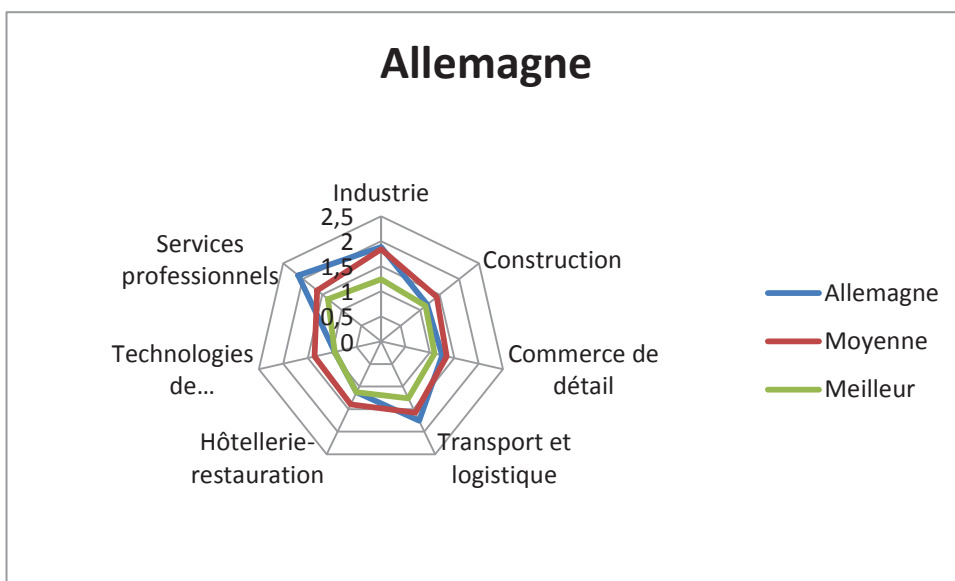 Allemagne
Industrie
2,5
2
1,5
1
0,5
0
Construction
Commerce de
détail
Transport et
logistique
Hôtellerie-
restauration
Technologies
de...
Services
professionnels
Allemagne
Moyenne
Meilleur